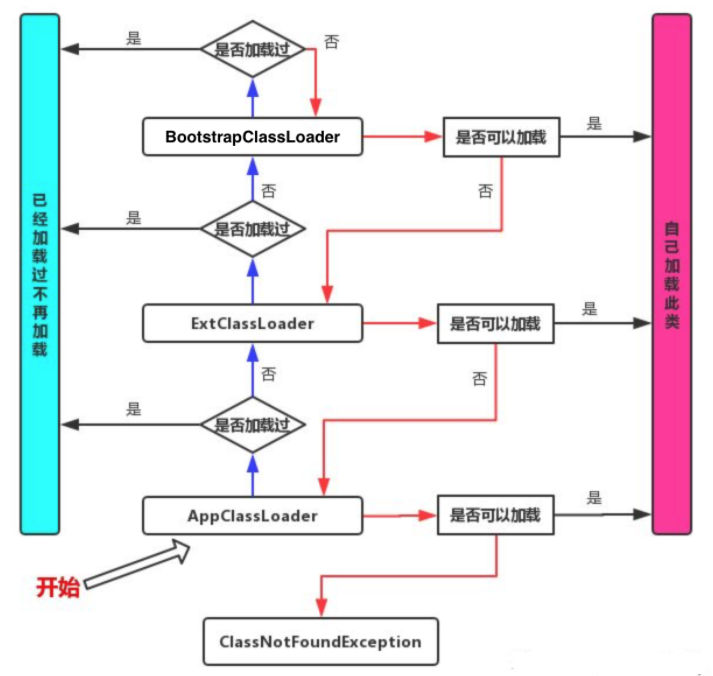 是
是否加载过
否
BootstrapClassLoader
是否可以加载
是
否
否
是
是否加载过
已经加载过不再加载
自己加载此类
ExtClassLoader
是否可以加载
是
否
否
是
是否加载过
AppClassLoader
是否可以加载
是
开始
ClassNotFoundException